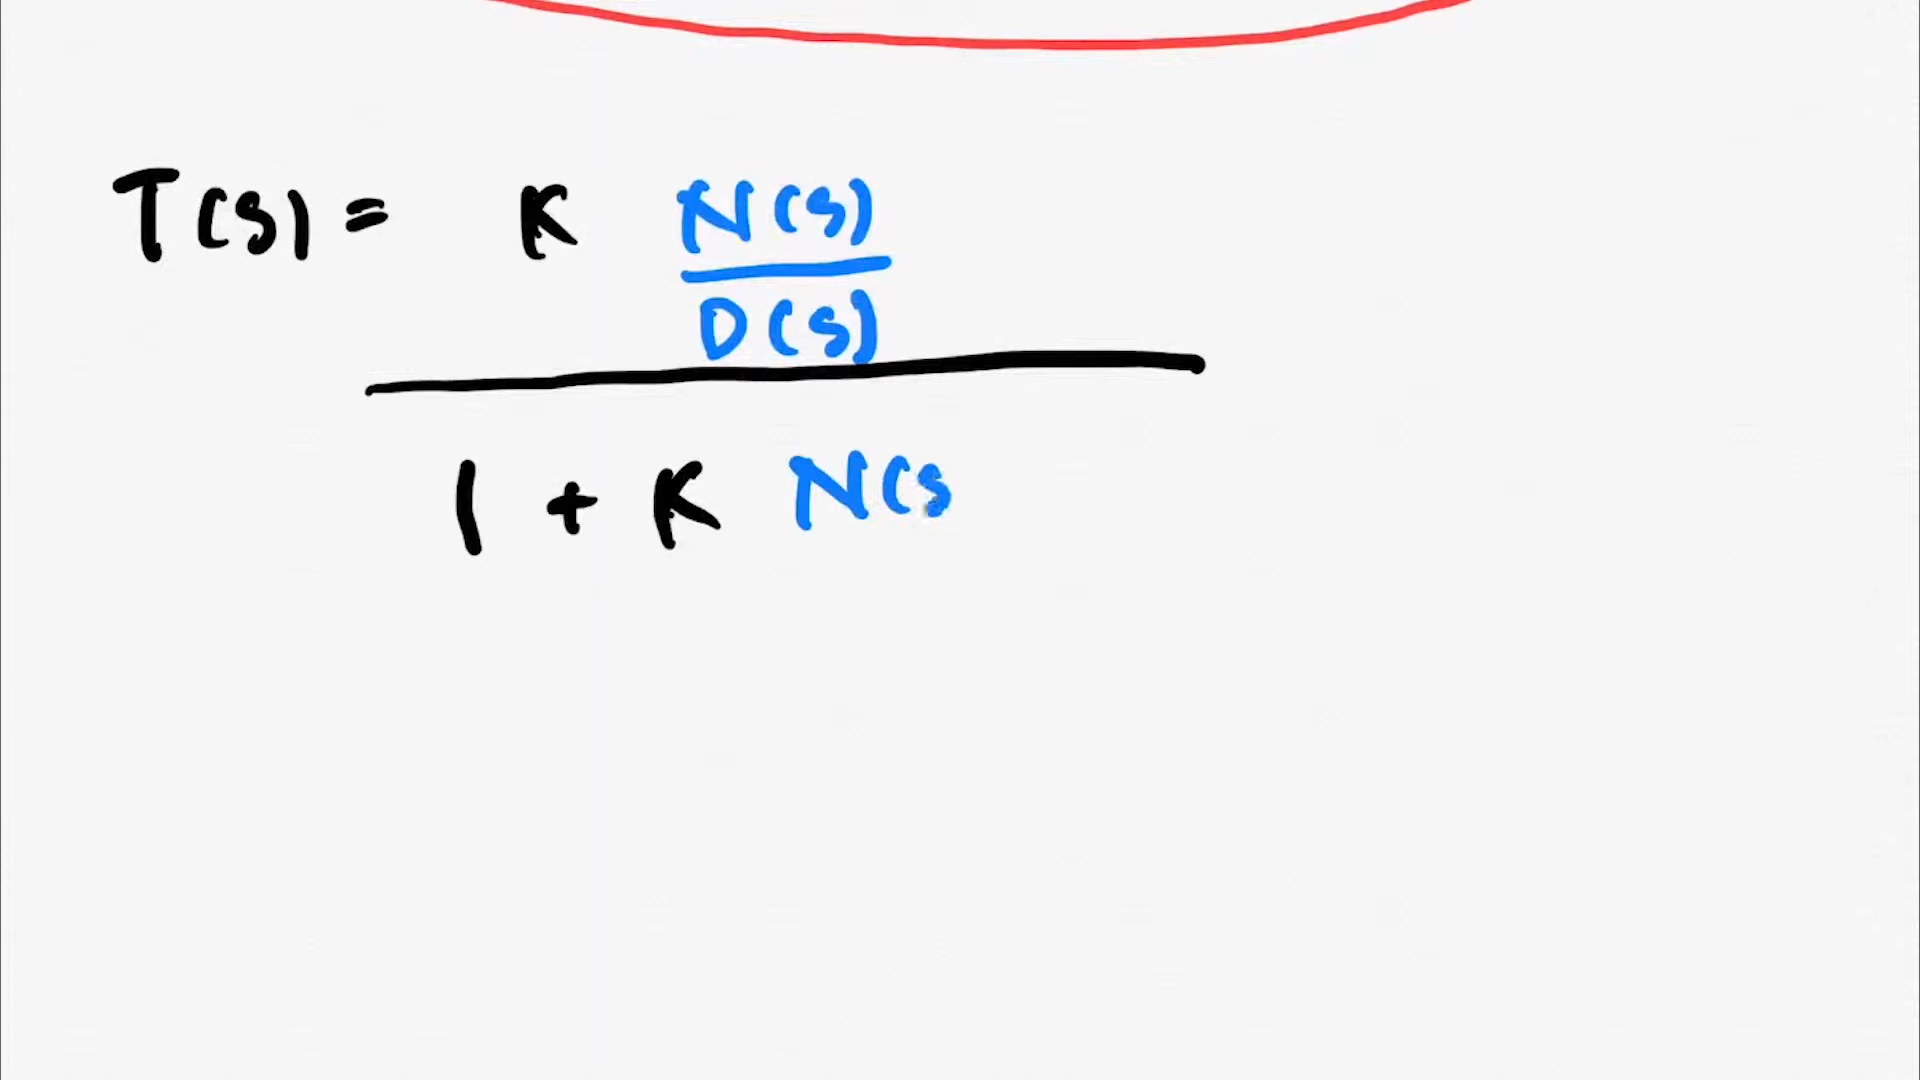 T(s) = K N(s)
D(s)
1 + K N(s